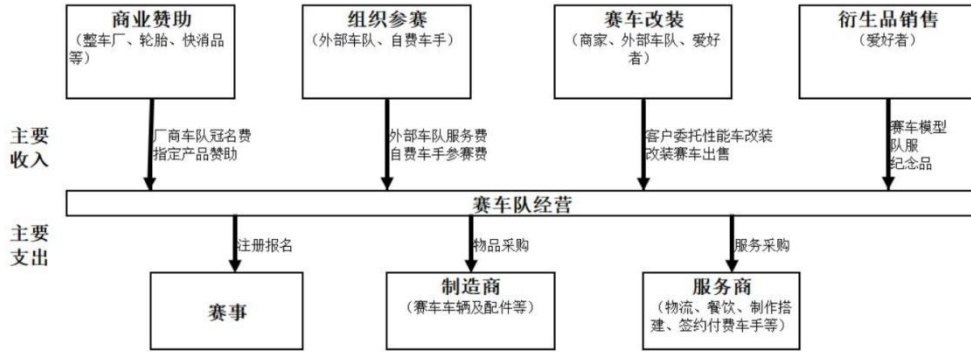 商业赞助
（整车厂、轮胎、快消品
等）
组织参赛
（外部车队、自费车手）
赛车改装
（商家、外部车队、爱好
者）
衍生品销售
（爱好者）
主要
收入
厂商车队冠名费
指定产品赞助
外部车队服务费
自费车手参赛费
客户委托性能车改装
改装赛车出售
赛车模型
队服
纪念品
赛车队经营
主要
支出
注册报名
物品采购
服务采购
赛事
制造商
（赛车车辆及配件等）
服务商
（物流、餐饮、制作搭
建、签约付费车手等）